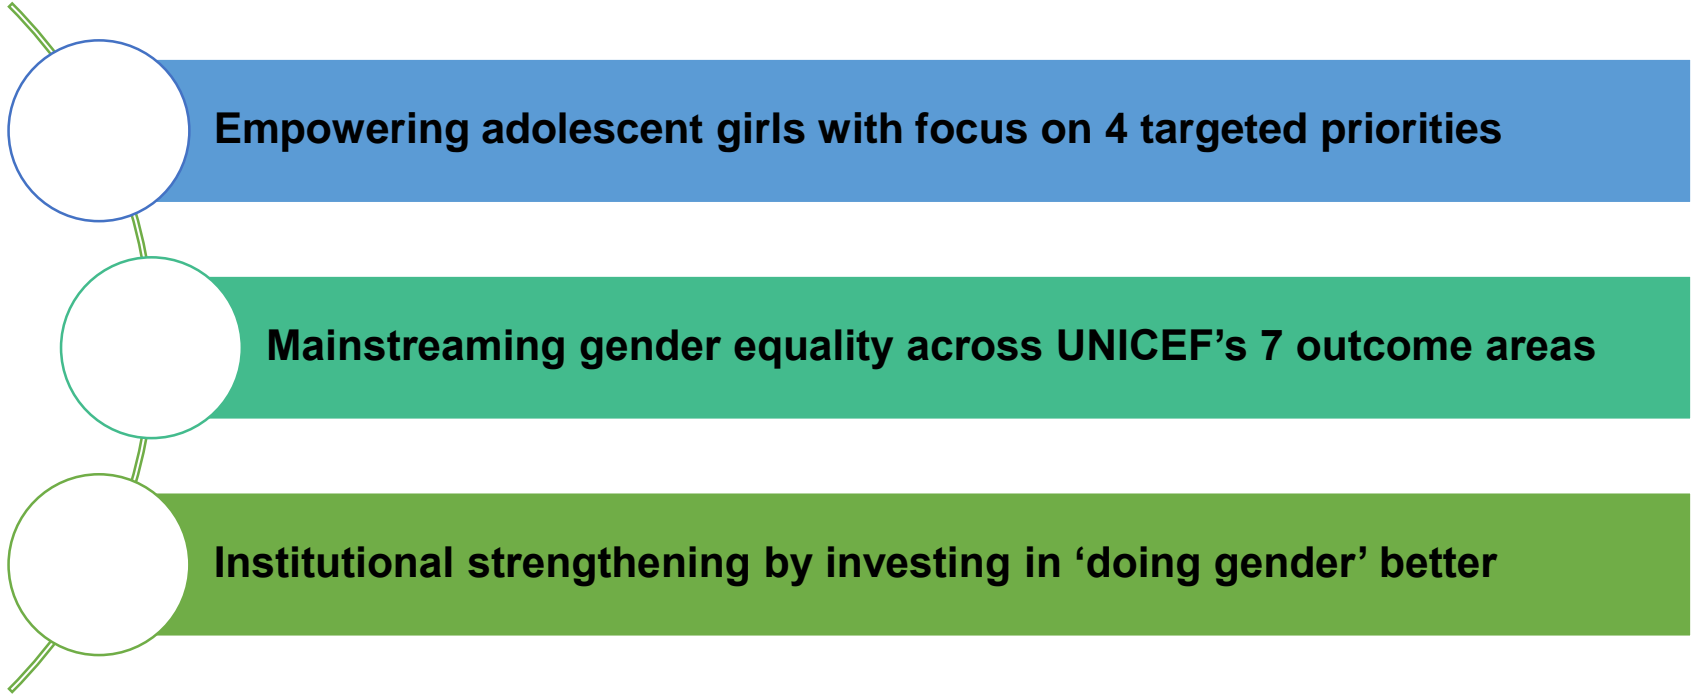 Empowering adolescent girls with focus on 4 targeted priorities
Mainstreaming gender equality across UNICEF’s 7 outcome areas
Institutional strengthening by investing in ‘doing gender’ better